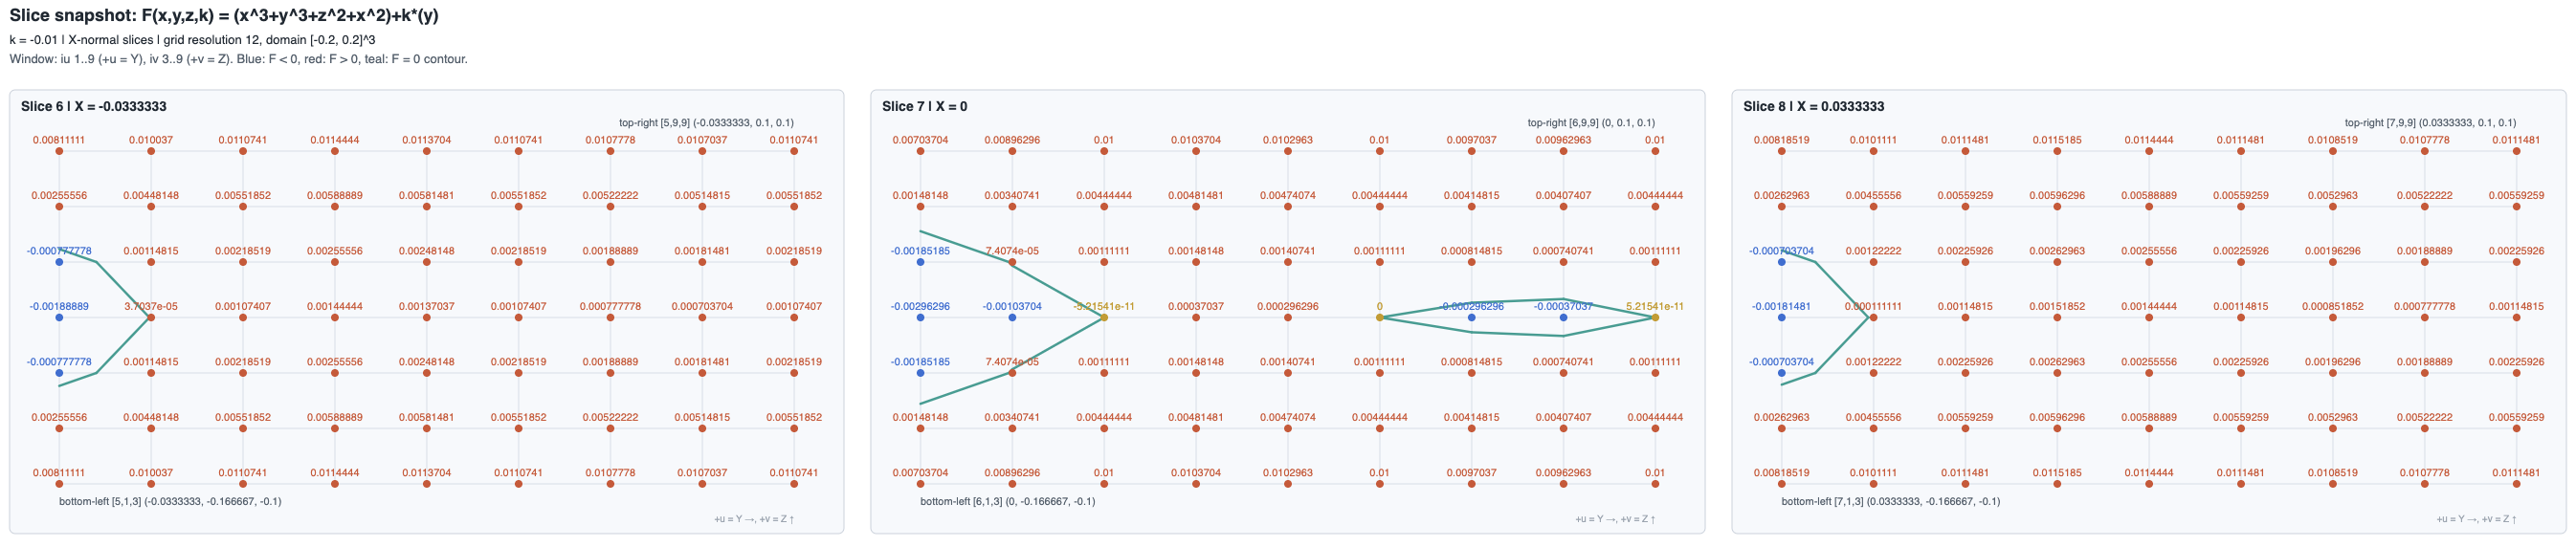 Slice snapshot: F(x,y,z,k) = (x^3+y^3+z^2+x^2)+k*(y)
k = -0.01 | X-normal slices | grid resolution 12, domain [-0.2, 0.2]^3
Window: iu 1..9 (+u = Y), iv 3..9 (+v = Z). Blue: F < 0, red: F > 0, teal: F = 0 contour.
Slice 6 | X = -0.0333333
top-right [5,9,9] (-0.0333333, 0.1, 0.1)
0.00811111 0.010037 0.0110741 0.0114444 0.0113704 0.0110741 0.0107778 0.0107037 0.0110741
0.00255556 0.00448148 0.00551852 0.00588889 0.00581481 0.00551852 0.00522222 0.00514815 0.00551852
-0.000777778 0.00114815 0.00218519 0.00255556 0.00248148 0.00218519 0.00188889 0.00181481 0.00218519
-0.00188889 3.7037e-05 0.00107407 0.00144444 0.00137037 0.00107407 0.000777778 0.000703704 0.00107407
-0.000777778 0.00114815 0.00218519 0.00255556 0.00248148 0.00218519 0.00188889 0.00181481 0.00218519
0.00255556 0.00448148 0.00551852 0.00588889 0.00581481 0.00551852 0.00522222 0.00514815 0.00551852
0.00811111 0.010037 0.0110741 0.0114444 0.0113704 0.0110741 0.0107778 0.0107037 0.0110741
bottom-left [5,1,3] (-0.0333333, -0.166667, -0.1)
+u = Y →, +v = Z ↑
Slice 7 | X = 0
top-right [6,9,9] (0, 0.1, 0.1)
0.00703704 0.00896296 0.01 0.0103704 0.0102963 0.01 0.0097037 0.00962963 0.01
0.00148148 0.00340741 0.00444444 0.00481481 0.00474074 0.00444444 0.00414815 0.00407407 0.00444444
-0.00185185 7.4074e-05 0.00111111 0.00148148 0.00140741 0.00111111 0.000814815 0.000740741 0.00111111
-0.00296296 -0.00103704 -5.21541e-11 0.00037037 0.000296296 0 -0.000296296 -0.00037037 5.21541e-11
-0.00185185 7.4074e-05 0.00111111 0.00148148 0.00140741 0.00111111 0.000814815 0.000740741 0.00111111
0.00148148 0.00340741 0.00444444 0.00481481 0.00474074 0.00444444 0.00414815 0.00407407 0.00444444
0.00703704 0.00896296 0.01 0.0103704 0.0102963 0.01 0.0097037 0.00962963 0.01
bottom-left [6,1,3] (0, -0.166667, -0.1)
+u = Y →, +v = Z ↑
Slice 8 | X = 0.0333333
top-right [7,9,9] (0.0333333, 0.1, 0.1)
0.00818519 0.0101111 0.0111481 0.0115185 0.0114444 0.0111481 0.0108519 0.0107778 0.0111481
0.00262963 0.00455556 0.00559259 0.00596296 0.00588889 0.00559259 0.0052963 0.00522222 0.00559259
-0.000703704 0.00122222 0.00225926 0.00262963 0.00255556 0.00225926 0.00196296 0.00188889 0.00225926
-0.00181481 0.000111111 0.00114815 0.00151852 0.00144444 0.00114815 0.000851852 0.000777778 0.00114815
-0.000703704 0.00122222 0.00225926 0.00262963 0.00255556 0.00225926 0.00196296 0.00188889 0.00225926
0.00262963 0.00455556 0.00559259 0.00596296 0.00588889 0.00559259 0.0052963 0.00522222 0.00559259
0.00818519 0.0101111 0.0111481 0.0115185 0.0114444 0.0111481 0.0108519 0.0107778 0.0111481
bottom-left [7,1,3] (0.0333333, -0.166667, -0.1)
+u = Y →, +v = Z ↑